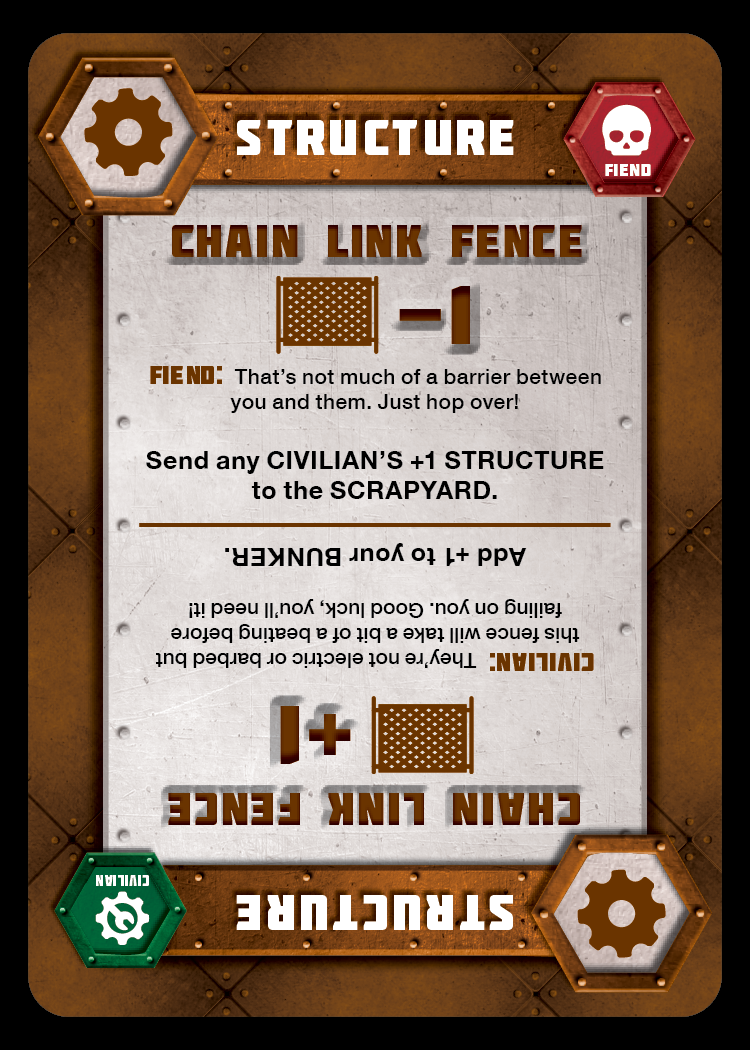 STRUCTURE
FIEND
CHAIN LINK FENCE
-1
FIEND: That's not much of a barrier between
you and them. Just hop over!
Send any CIVILIAN'S +1 STRUCTURE
to the SCRAPYARD.
STRUCTURE
CIVILIAN
CHAIN LINK FENCE
+1
CIVILIAN: They're not electric or barbed but
this fence will take a bit of a beating before
failing on you. Good luck, you'll need it!
Add +1 to your BUNKER.